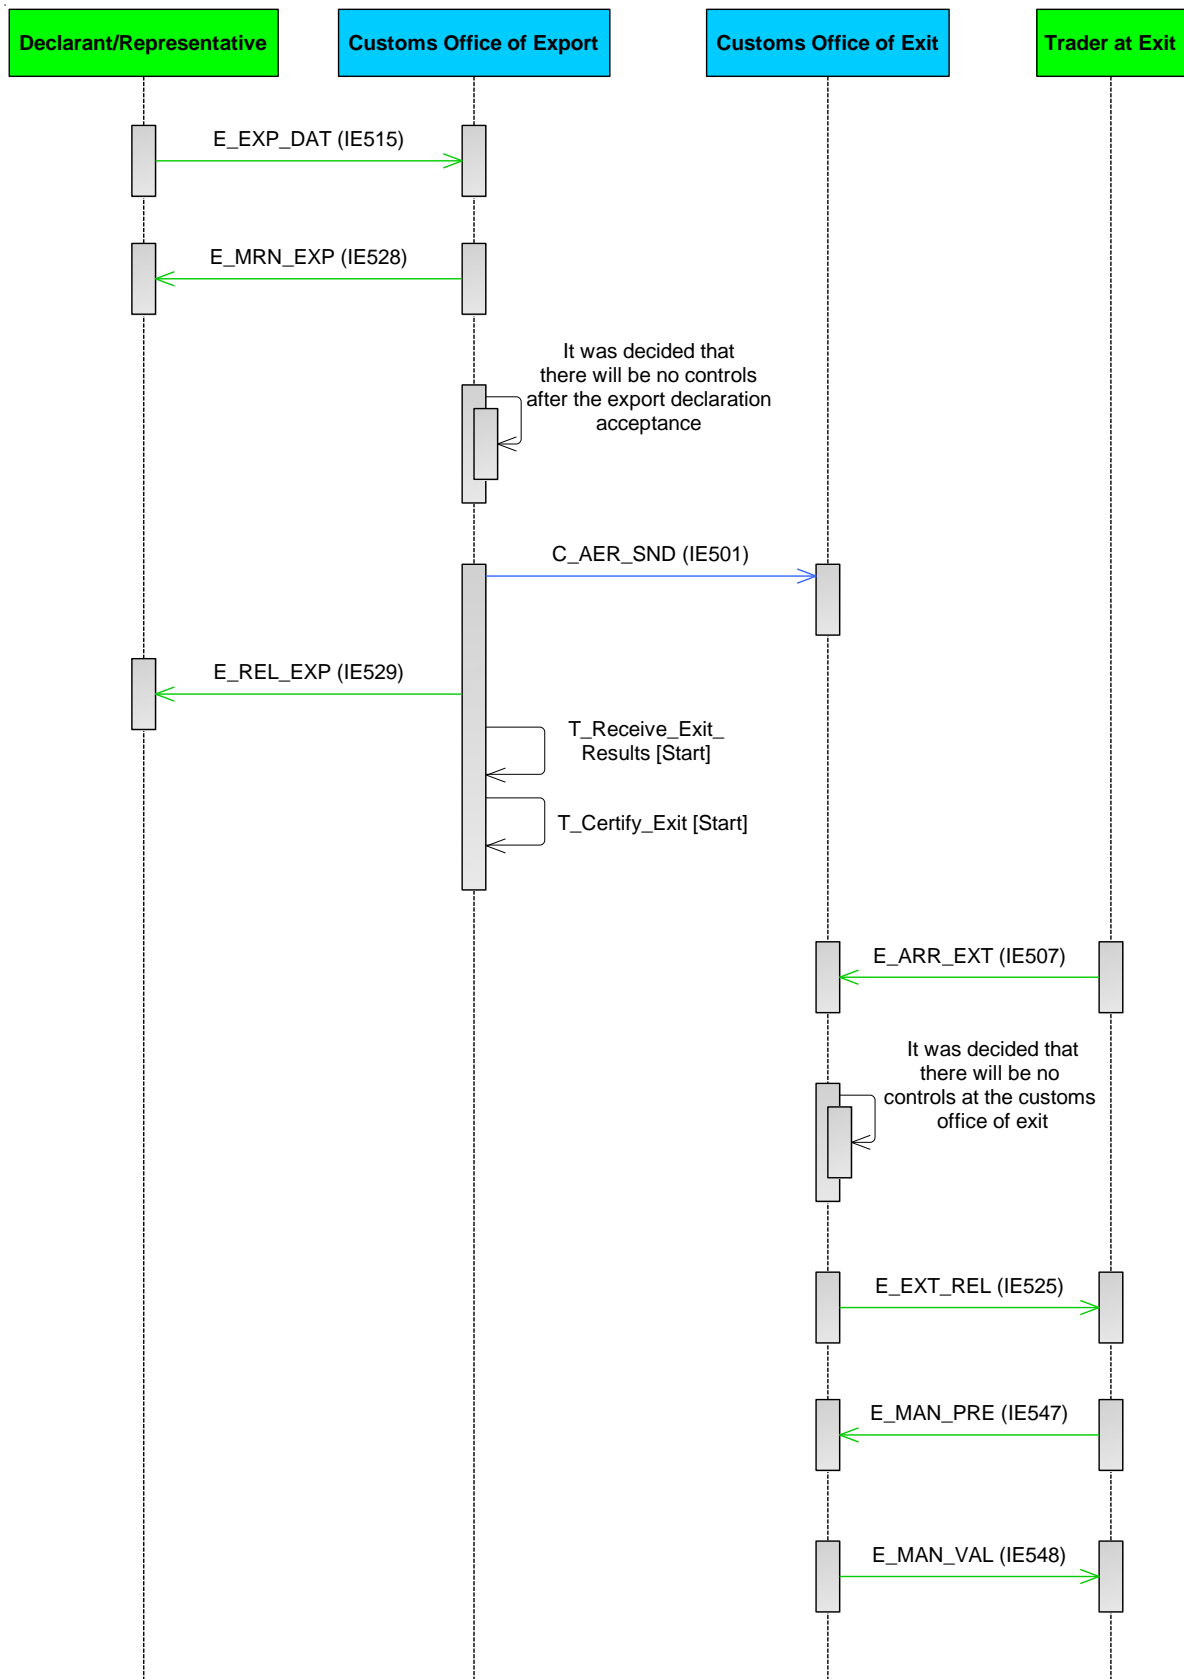 Declarant/Representative
Customs Office of Export
Customs Office of Exit
Trader at Exit
E_EXP_DAT (IE515)
E_MRN_EXP (IE528)
It was decided that
there will be no controls
after the export declaration
acceptance
C_AER_SND (IE501)
E_REL_EXP (IE529)
T_Receive_Exit_
Results [Start]
T_Certify_Exit [Start]
E_ARR_EXT (IE507)
It was decided that
there will be no
controls at the customs
office of exit
E_EXT_REL (IE525)
E_MAN_PRE (IE547)
E_MAN_VAL (IE548)